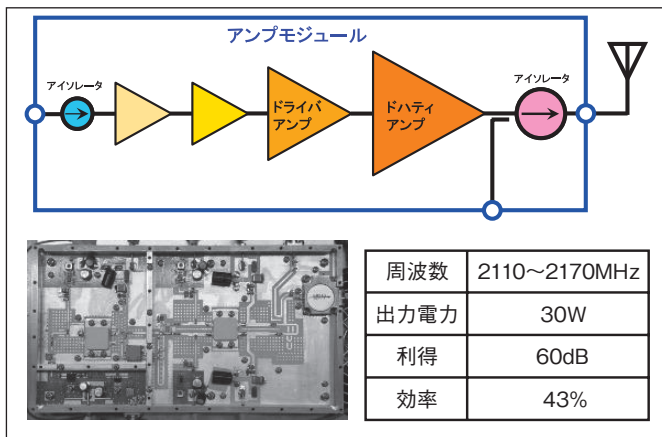 アンプモジュール
アイソレータ
ドライバ
アンプ
ドハティ
アンプ
アイソレータ
周波数 2110～2170MHz
出力電力 30W
利得 60dB
効率 43%